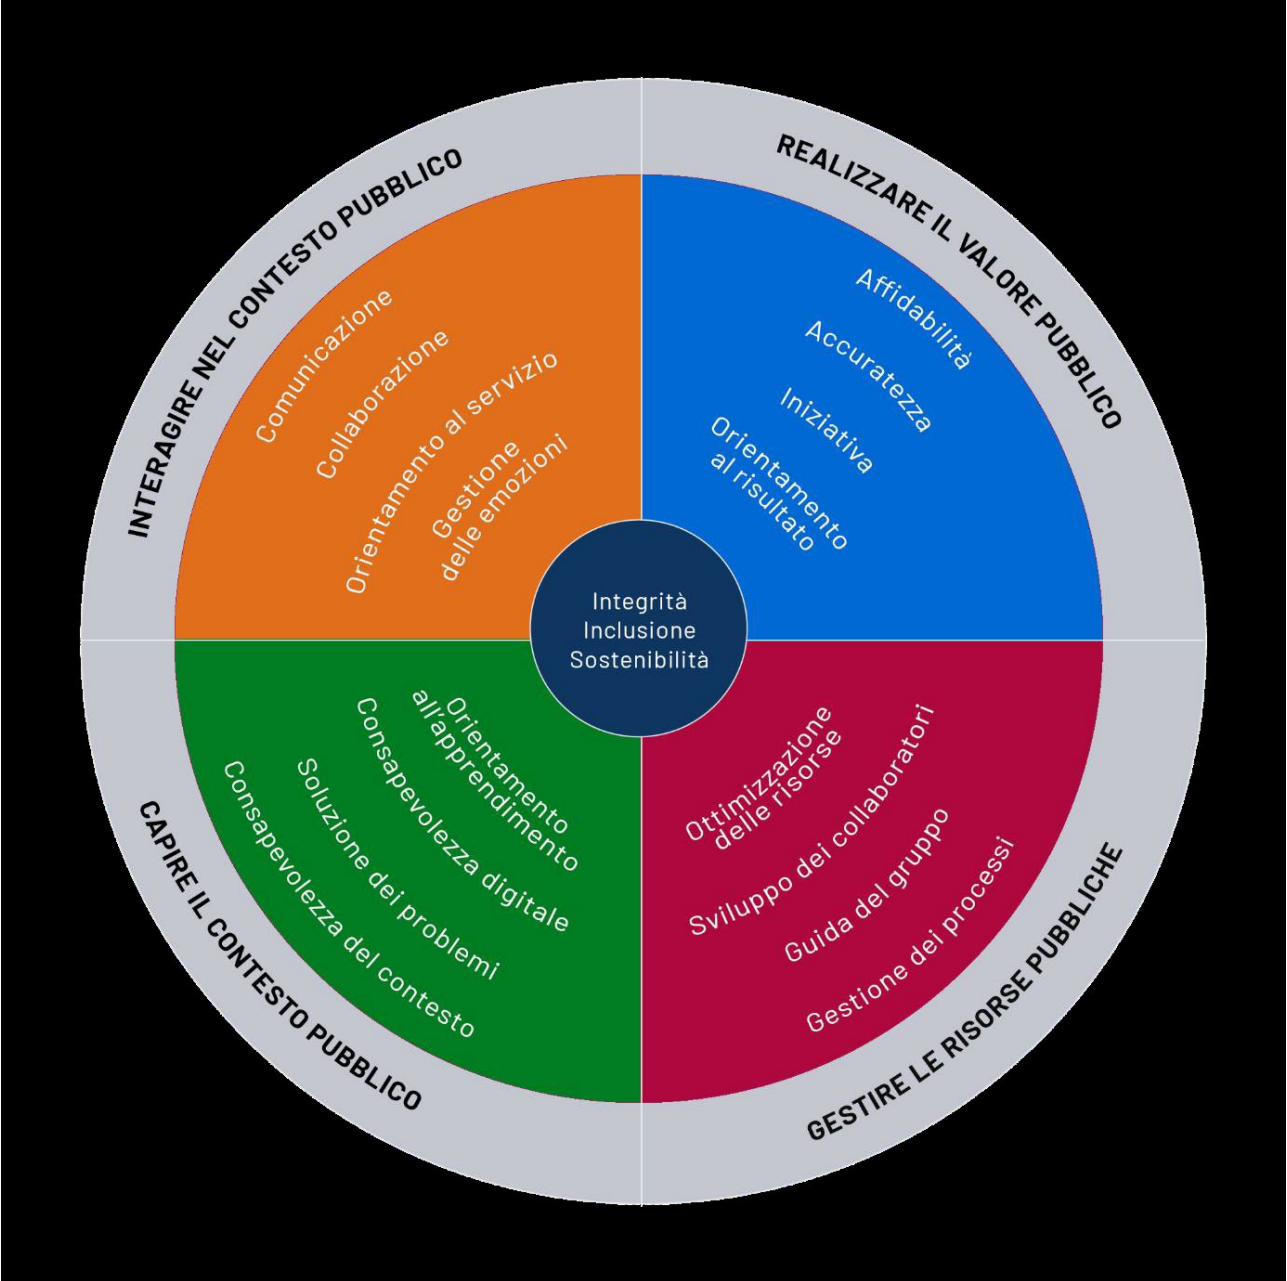 INTERAGIRE NEL CONTESTO PUBBLICO
Comunicazione
Collaborazione
Orientamento al servizio
Gestione
delle emozioni
REALIZZARE IL VALORE PUBBLICO
Affidabilità
Accuratezza
Iniziativa
Orientamento
al risultato
Integrità
Inclusione
Sostenibilità
Orientamento
all'apprendimento
Consapevolezza digitale
Soluzione dei problemi
Consapevolezza del contesto
CAPIRE IL CONTESTO PUBBLICO
Ottimizzazione
delle risorse
Sviluppo dei collaboratori
Guida del gruppo
Gestione dei processi
GESTIRE LE RISORSE PUBBLICHE